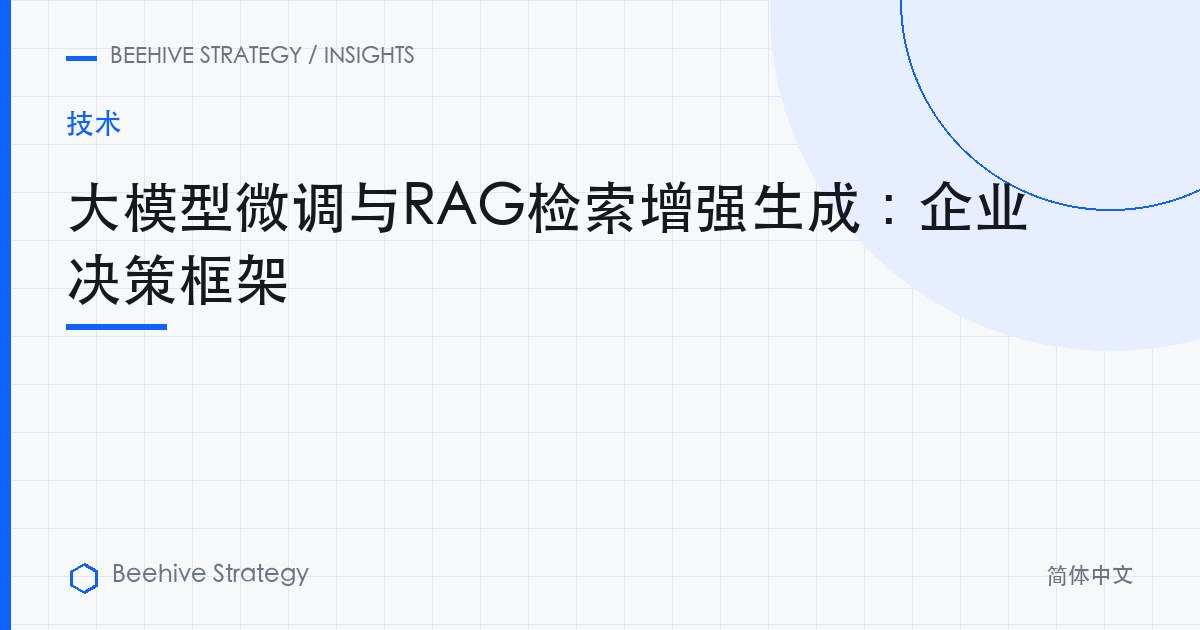 BEEHIVE STRATEGY / INSIGHTS
技术
大模型微调与RAG检索增强生成：企业
决策框架
Beehive Strategy
简体中文